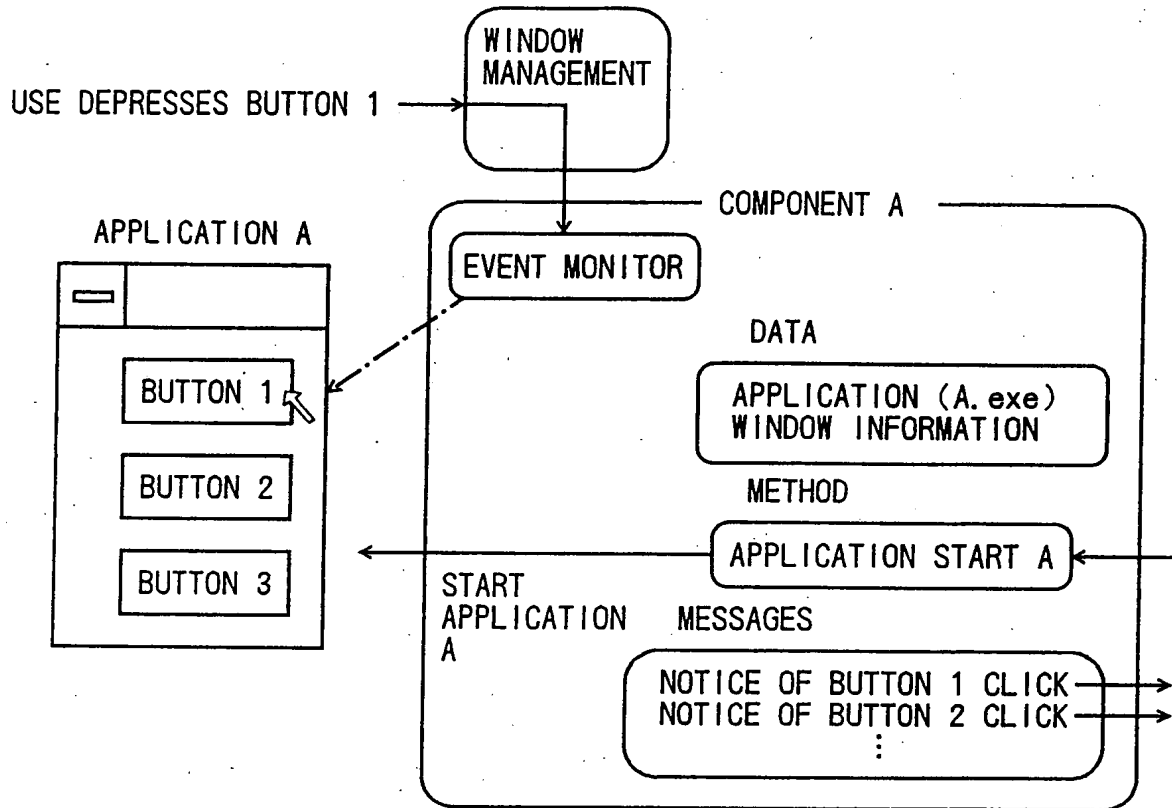 WINDOW
MANAGEMENT
USE DEPRESSES BUTTON 1
COMPONENT A
APPLICATION A
EVENT MONITOR
DATA
BUTTON 1
APPLICATION (A.exe)
WINDOW INFORMATION
BUTTON 2
METHOD
APPLICATION START A
BUTTON 3
START
APPLICATION
A
MESSAGES
NOTICE OF BUTTON 1 CLICK
NOTICE OF BUTTON 2 CLICK
⋮